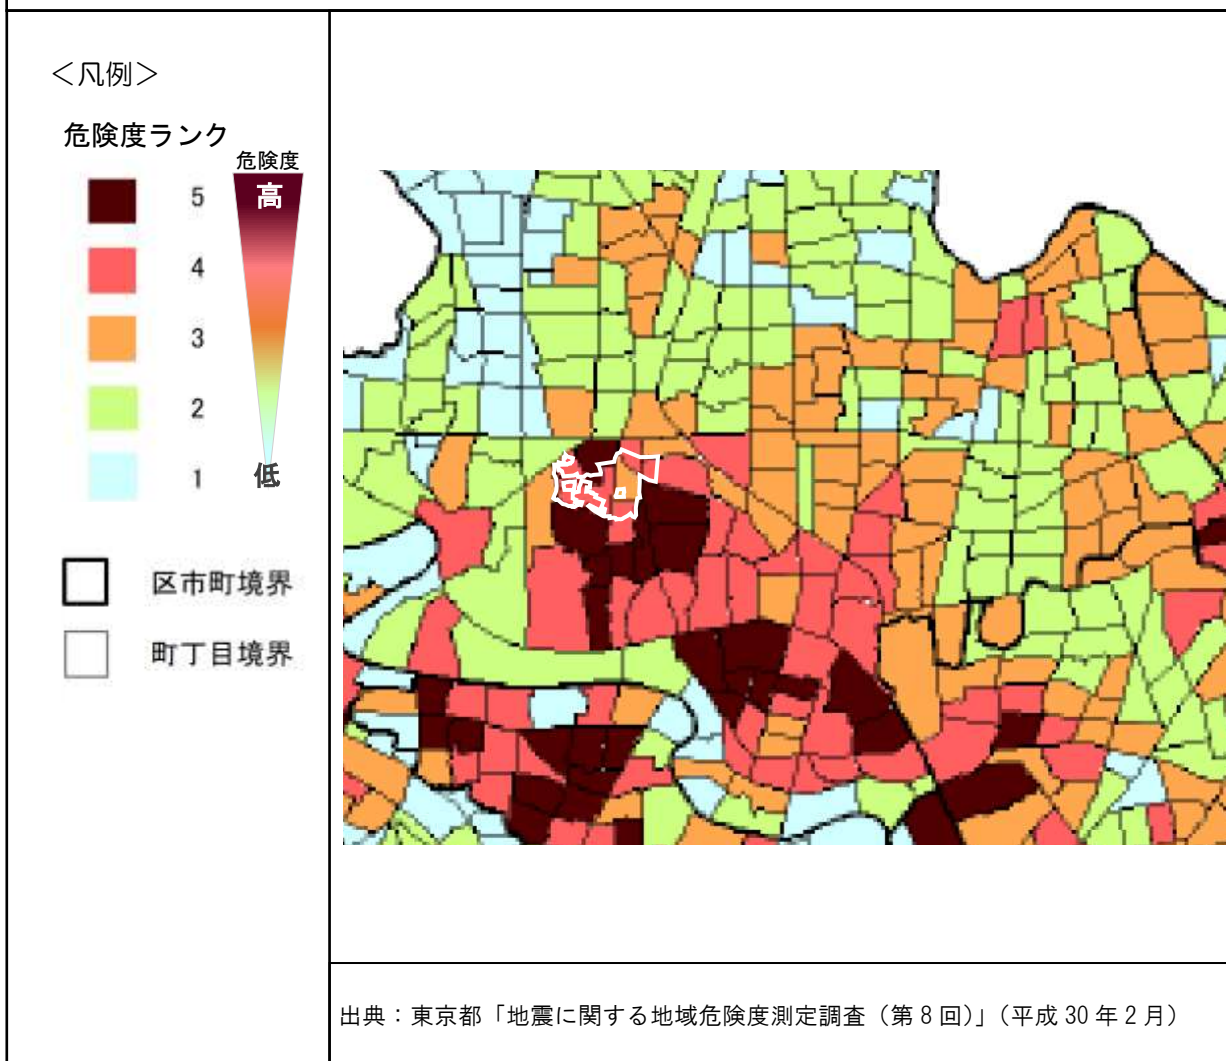 ＜凡例＞
危険度ランク
危険度
高
5
4
3
2
1
低
区市町境界
町丁目境界
出典：東京都「地震に関する地域危険度測定調査（第８回）」（平成 30 年２月）